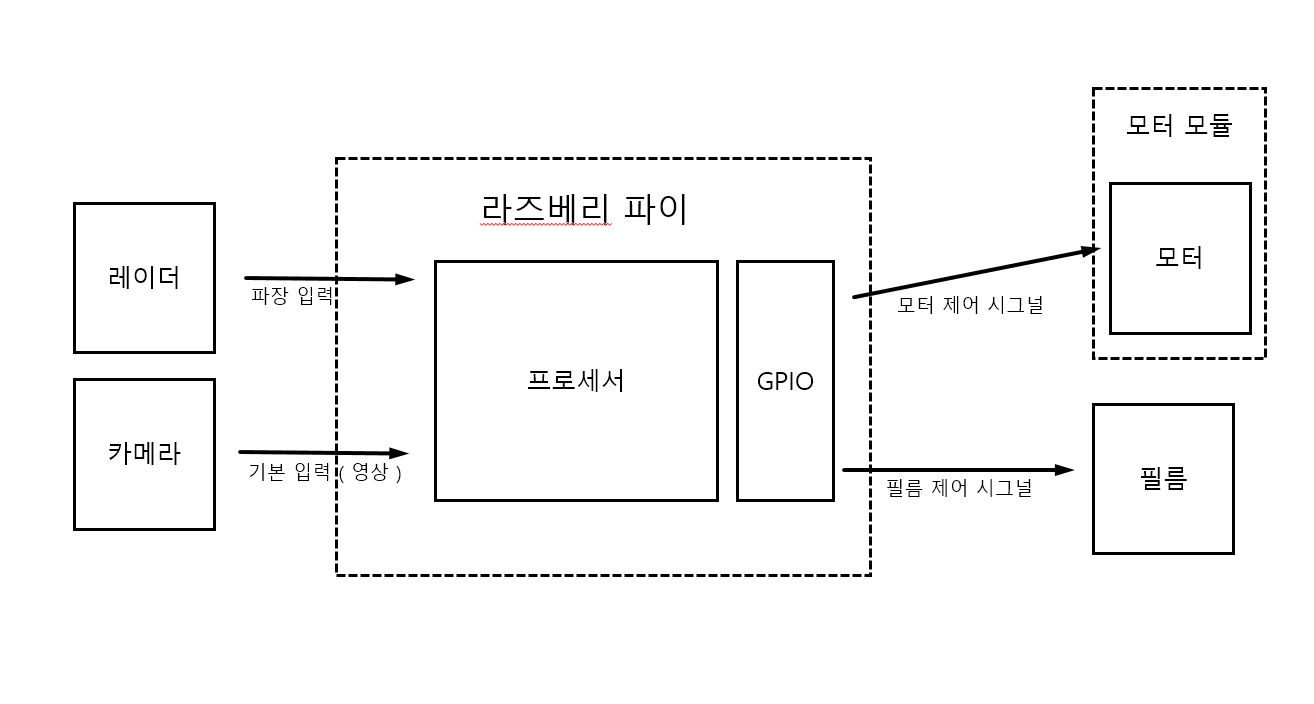 모터 모듈
라즈베리 파이
레이더
파장 입력
모터
모터 제어 시그널
프로세서
GPIO
카메라
기본 입력 ( 영상 )
필름
필름 제어 시그널